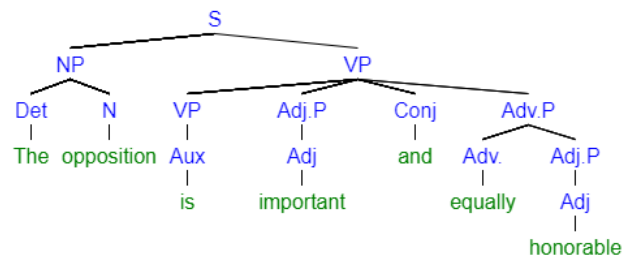 S
NP VP
Det N VP Adj.P Conj Adv.P
The opposition Aux Adj and Adv. Adj.P
is important equally Adj
honorable